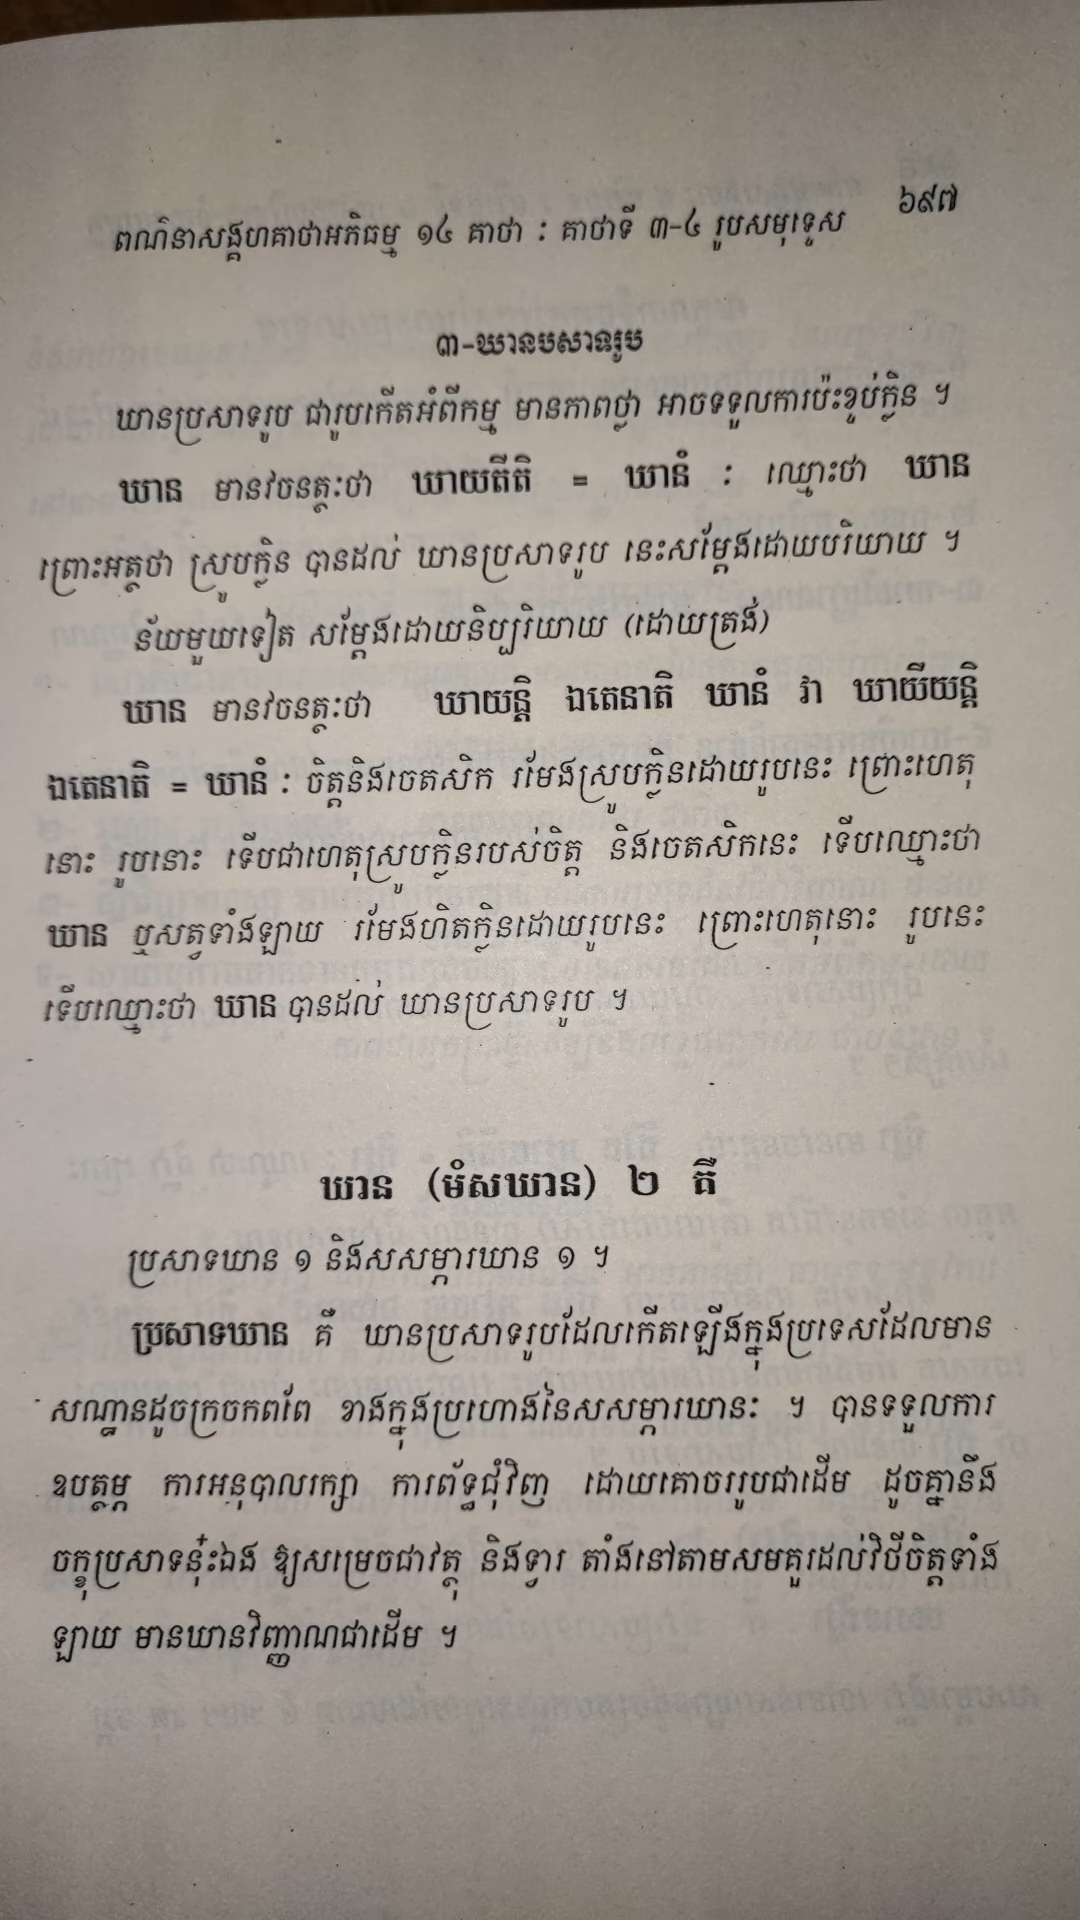 ពណ៌នាសង្គហគាថាអភិធម្ម ១៤ គាថា : គាថាទី ៣-៤ រូបសមុទ្ទេស ៦៩៧
៣-ឃានបសាទរូប
ឃានប្រសាទរូប ជារូបកើតអំពីកម្ម មានភាពថ្លា អាចទទួលការប៉ះខ្ទប់ក្លិន ។
ឃាន មានវចនត្ថៈថា ឃាយតីតិ = ឃានំ : ឈ្មោះថា ឃាន
ព្រោះអត្ថថា ស្រូបក្លិន បានដល់ ឃានប្រសាទរូប នេះសម្ដែងដោយបរិយាយ ។
ន័យមួយទៀត សម្ដែងដោយនិប្បរិយាយ (ដោយត្រង់)
ឃាន មានវចនត្ថៈថា ឃាយន្តិ ឯតេនាតិ ឃានំ វា ឃាយីយន្តិ
ឯតេនាតិ = ឃានំ : ចិត្តនិងចេតសិក រមែងស្រូបក្លិនដោយរូបនេះ ព្រោះហេតុ
នោះ រូបនោះ ទើបជាហេតុស្រូបក្លិនរបស់ចិត្ត និងចេតសិកនេះ ទើបឈ្មោះថា
ឃាន ឬសត្វទាំងឡាយ រមែងហិតក្លិនដោយរូបនេះ ព្រោះហេតុនោះ រូបនេះ
ទើបឈ្មោះថា ឃាន បានដល់ ឃានប្រសាទរូប ។
ឃាន (មំសឃាន) ២ គឺ
ប្រសាទឃាន ១ និងសសម្ភារឃាន ១ ។
ប្រសាទឃាន គឺ ឃានប្រសាទរូបដែលកើតឡើងក្នុងប្រទេសដែលមាន
សណ្ឋានដូចក្រចកពពែ ខាងក្នុងប្រហោងនៃសសម្ភារឃានៈ ។ បានទទួលការ
ឧបត្ថម្ភ ការអនុបាលរក្សា ការព័ទ្ធជុំវិញ ដោយគោចររូបជាដើម ដូចគ្នានឹង
ចក្ខុប្រសាទនុ៎ះឯង ឱ្យសម្រេចជាវត្ថុ និងទ្វារ តាំងនៅតាមសមគួរដល់វិថីចិត្តទាំង
ឡាយ មានឃានវិញ្ញាណជាដើម ។